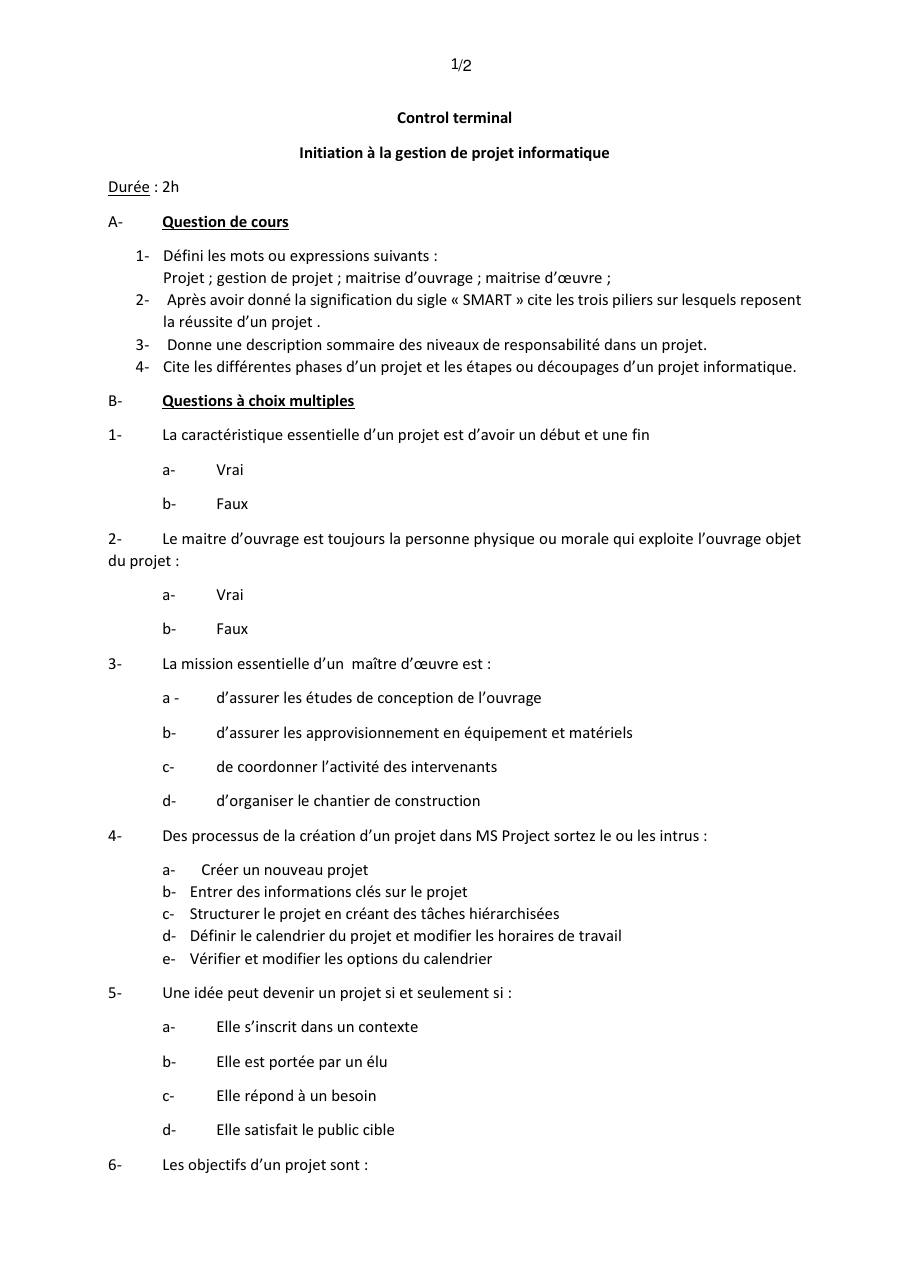 1/2
Control terminal
Initiation à la gestion de projet informatique
Durée : 2h
A- Question de cours
1- Défini les mots ou expressions suivants :
Projet ; gestion de projet ; maitrise d’ouvrage ; maitrise d’œuvre ;
2- Après avoir donné la signification du sigle « SMART » cite les trois piliers sur lesquels reposent
la réussite d’un projet .
3- Donne une description sommaire des niveaux de responsabilité dans un projet.
4- Cite les différentes phases d’un projet et les étapes ou découpages d’un projet informatique.
B- Questions à choix multiples
1- La caractéristique essentielle d’un projet est d’avoir un début et une fin
a- Vrai
b- Faux
2- Le maitre d’ouvrage est toujours la personne physique ou morale qui exploite l’ouvrage objet
du projet :
a- Vrai
b- Faux
3- La mission essentielle d’un maître d’œuvre est :
a - d’assurer les études de conception de l’ouvrage
b- d’assurer les approvisionnement en équipement et matériels
c- de coordonner l’activité des intervenants
d- d’organiser le chantier de construction
4- Des processus de la création d’un projet dans MS Project sortez le ou les intrus :
a- Créer un nouveau projet
b- Entrer des informations clés sur le projet
c- Structurer le projet en créant des tâches hiérarchisées
d- Définir le calendrier du projet et modifier les horaires de travail
e- Vérifier et modifier les options du calendrier
5- Une idée peut devenir un projet si et seulement si :
a- Elle s’inscrit dans un contexte
b- Elle est portée par un élu
c- Elle répond à un besoin
d- Elle satisfait le public cible
6- Les objectifs d’un projet sont :